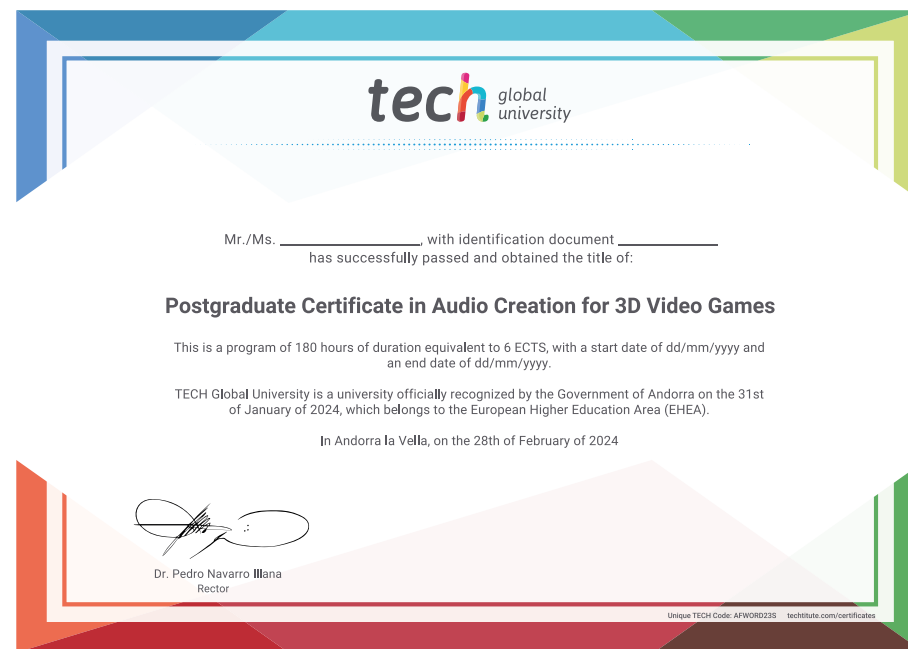 tech global university
Mr./Ms. ____________________, with identification document ______________
has successfully passed and obtained the title of:
Postgraduate Certificate in Audio Creation for 3D Video Games
This is a program of 180 hours of duration equivalent to 6 ECTS, with a start date of dd/mm/yyyy and
an end date of dd/mm/yyyy.
TECH Global University is a university officially recognized by the Government of Andorra on the 31st
of January of 2024, which belongs to the European Higher Education Area (EHEA).
In Andorra la Vella, on the 28th of February of 2024
Dr. Pedro Navarro Illana
Rector
Unique TECH Code: AFWORD23S techtitute.com/certificates